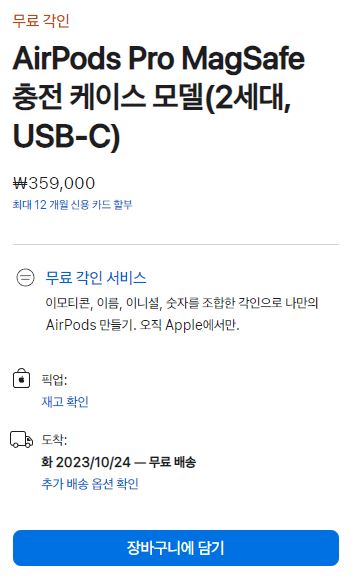 무료 각인
AirPods Pro MagSafe
충전 케이스 모델(2세대,
USB-C)
₩359,000
최대 12 개월 신용 카드 할부
무료 각인 서비스
이모티콘, 이름, 이니셜, 숫자를 조합한 각인으로 나만의
AirPods 만들기. 오직 Apple에서만.
픽업:
재고 확인
도착:
화 2023/10/24 — 무료 배송
추가 배송 옵션 확인
장바구니에 담기